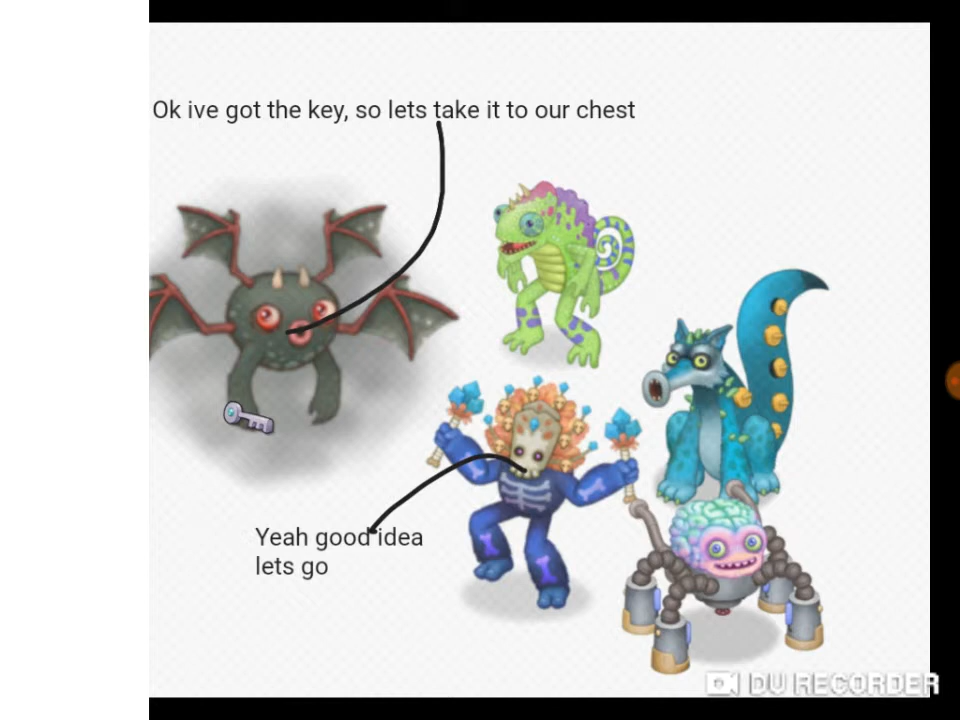 Ok ive got the key, so lets take it to our chest
Yeah good idea
lets go
DU RECORDER